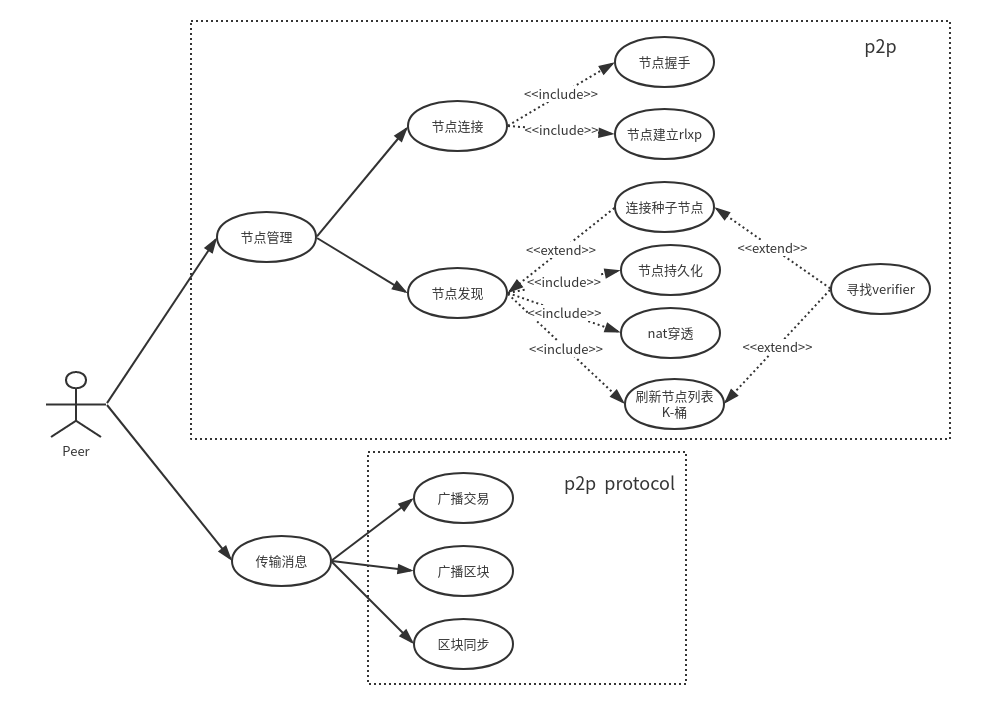 p2p
节点握手
<<include>>
节点连接
<<include>>
节点建立rlxp
连接种子节点
节点管理
<<extend>>
<<extend>>
节点持久化
<<include>>
寻找verifier
节点发现
<<include>>
nat穿透
<<include>>
<<extend>>
刷新节点列表
K-桶
Peer
p2p protocol
广播交易
传输消息
广播区块
区块同步